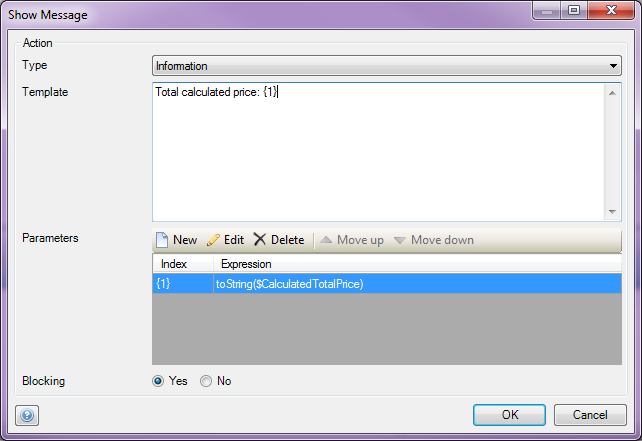 Show Message
Action
Type
Information
Template
Total calculated price: {1}
Parameters
New Edit Delete Move up Move down
Index Expression
{1} toString($CalculatedTotalPrice)
Blocking
Yes No
?
OK Cancel